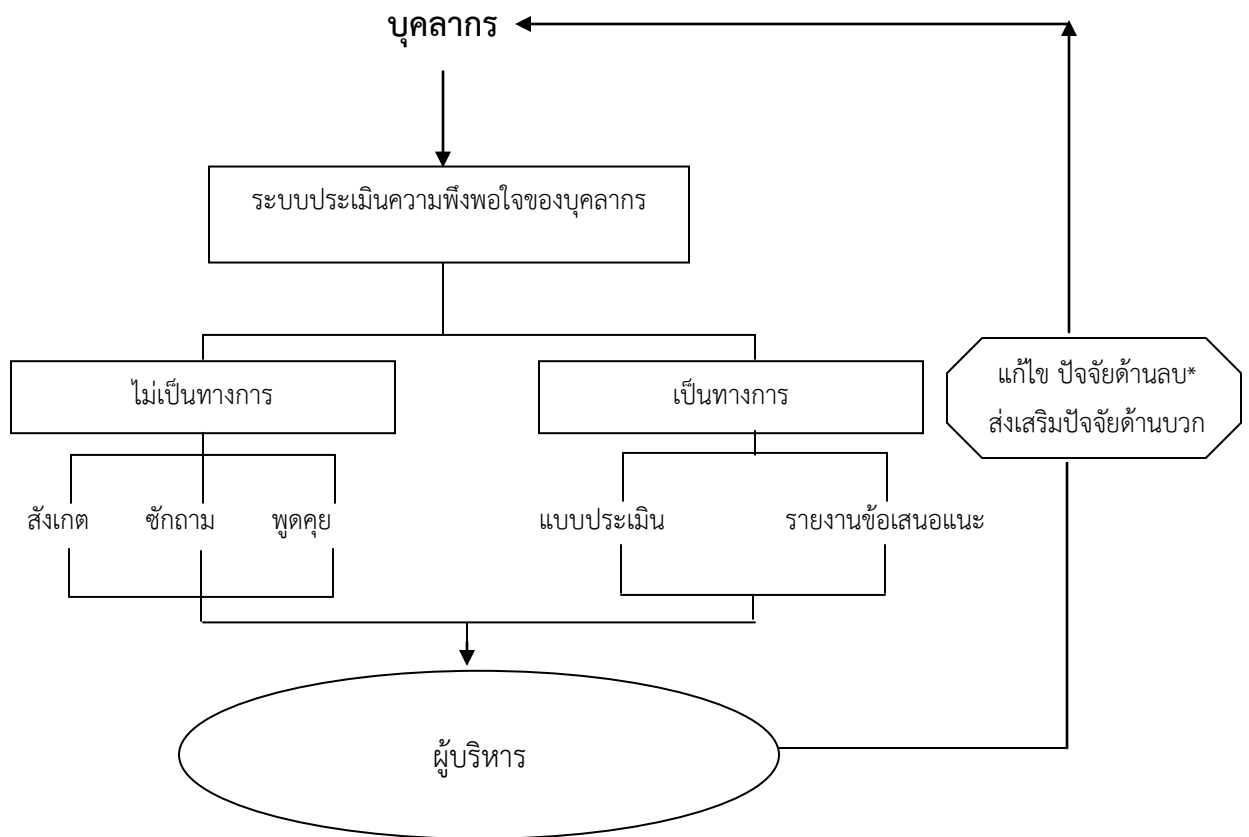 บุคลากร
ระบบประเมินความพึงพอใจของบุคลากร
ไม่เป็นทางการ
เป็นทางการ
แก้ไข ปัจจัยด้านลบ*
ส่งเสริมปัจจัยด้านบวก
สังเกต ซักถาม พูดคุย
แบบประเมิน รายงานข้อเสนอแนะ
ผู้บริหาร